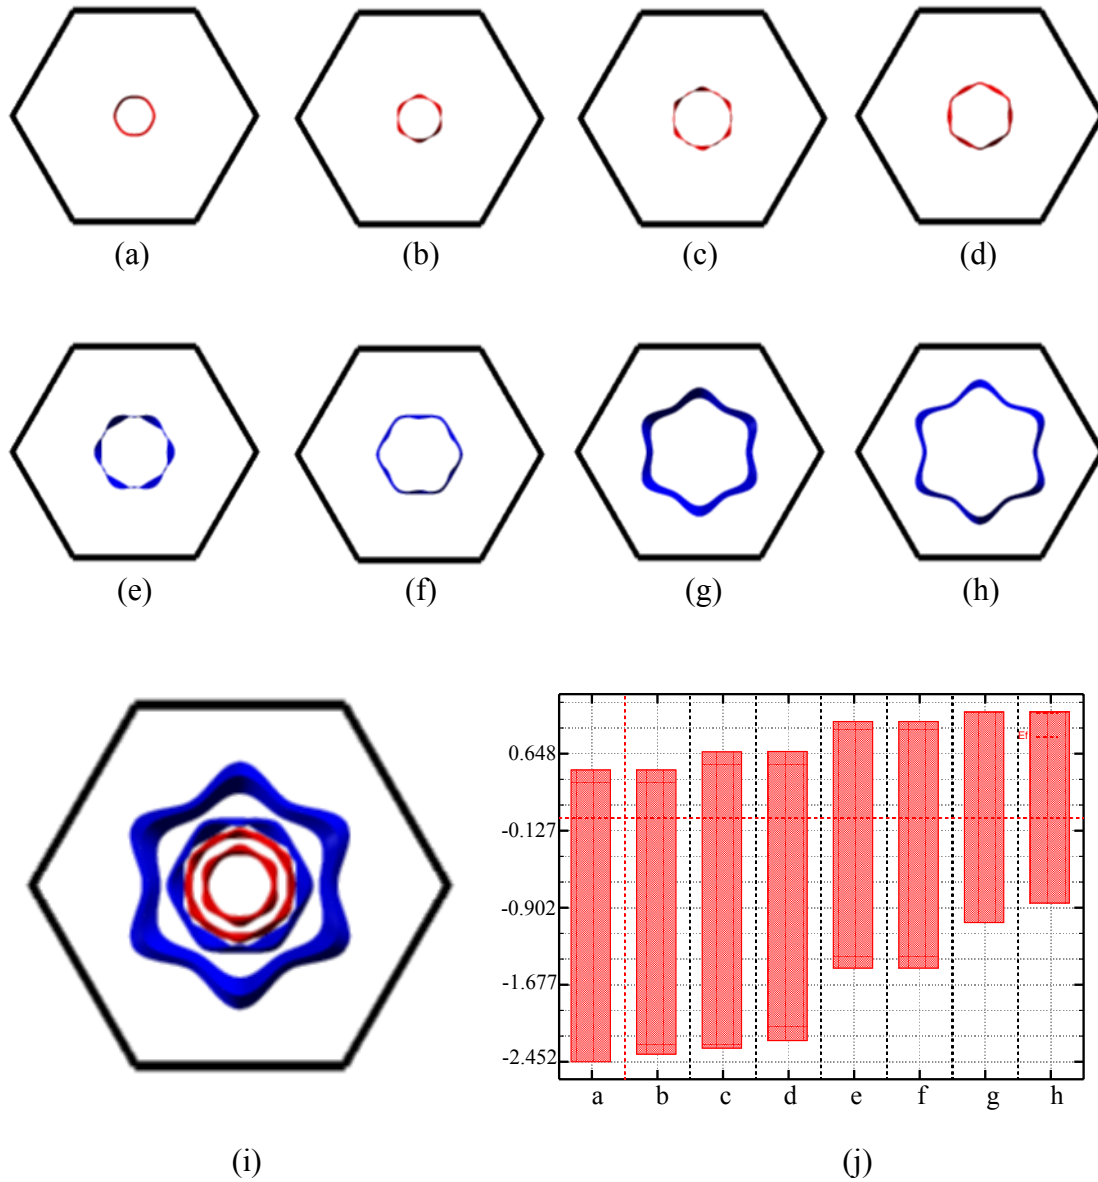 (a) (b) (c) (d)
(e) (f) (g) (h)
0.648
-0.127
-0.902
-1.677
-2.452
Ef
a b c d e f g h
(i) (j)